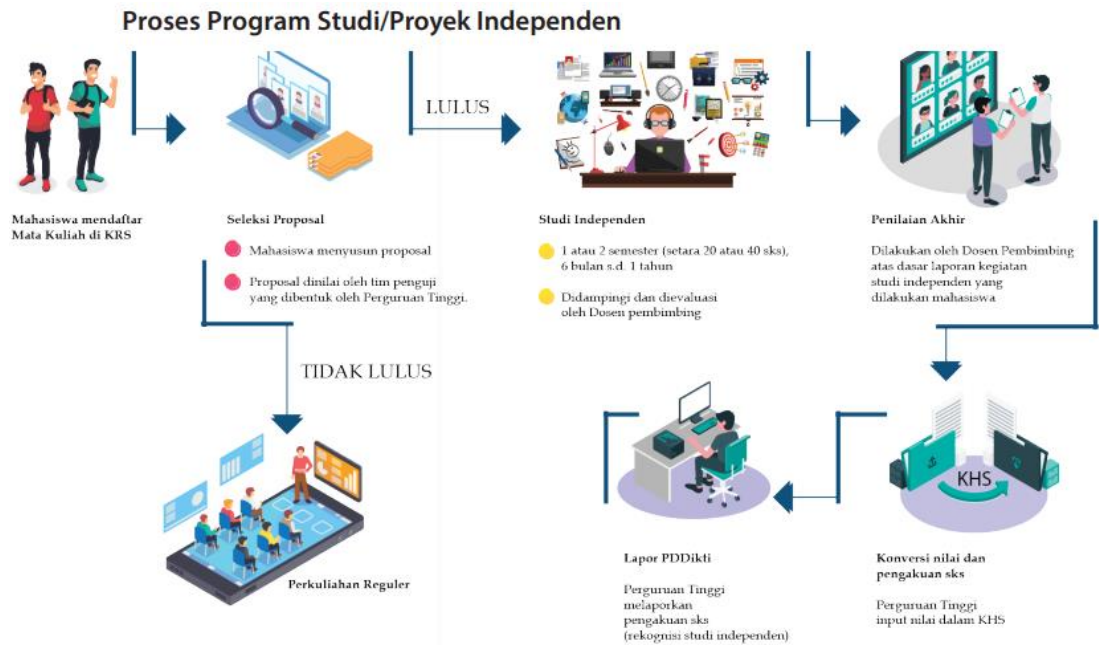 Proses Program Studi/Proyek Independen
LULUS
Mahasiswa mendaftar
Mata Kuliah di KRS
Seleksi Proposal
Mahasiswa menyusun proposal
Proposal dinilai oleh tim penguji
yang dibentuk oleh Perguruan Tinggi.
Studi Independen
1 atau 2 semester (setara 20 atau 40 sks),
6 bulan s.d. 1 tahun
Didampingi dan dievaluasi
oleh Dosen pembimbing
Penilaian Akhir
Dilakukan oleh Dosen Pembimbing
atas dasar laporan kegiatan
studi independen yang
dilakukan mahasiswa
TIDAK LULUS
Perkuliahan Reguler
KHS
Lapor PDDikti
Perguruan Tinggi
melaporkan
pengakuan sks
(rekognisi studi independen)
Konversi nilai dan
pengakuan sks
Perguruan Tinggi
input nilai dalam KHS